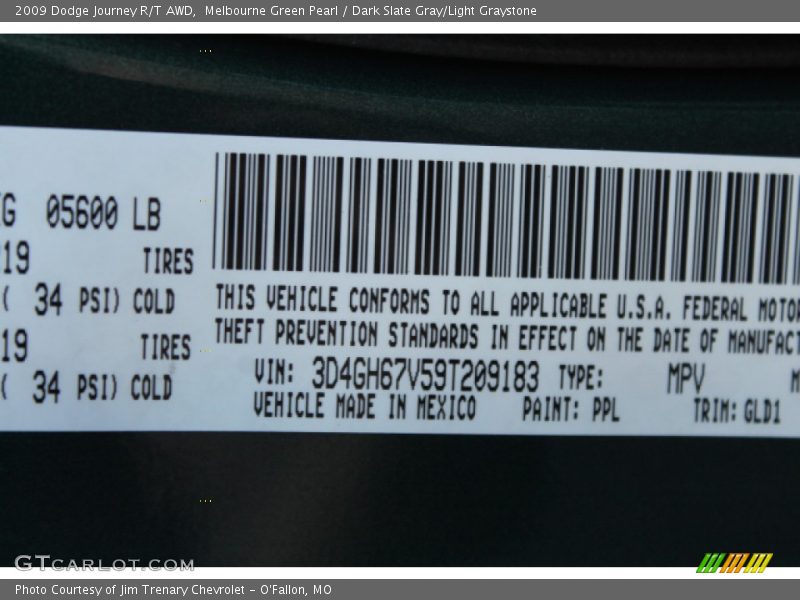 2009 Dodge Journey R/T AWD,  Melbourne Green Pearl / Dark Slate Gray/Light Graystone
G 05600 LB
19 TIRES
( 34 PSI) COLD
19 TIRES
( 34 PSI) COLD
THIS VEHICLE CONFORMS TO ALL APPLICABLE U.S.A. FEDERAL MOTOR
THEFT PREVENTION STANDARDS IN EFFECT ON THE DATE OF MANUFACT
VIN: 3D4GH67V59T209183 TYPE: MPV M
VEHICLE MADE IN MEXICO PAINT: PPL TRIM: GLD1
GTCARLOT.COM
Photo Courtesy of Jim Trenary Chevrolet - O'Fallon, MO